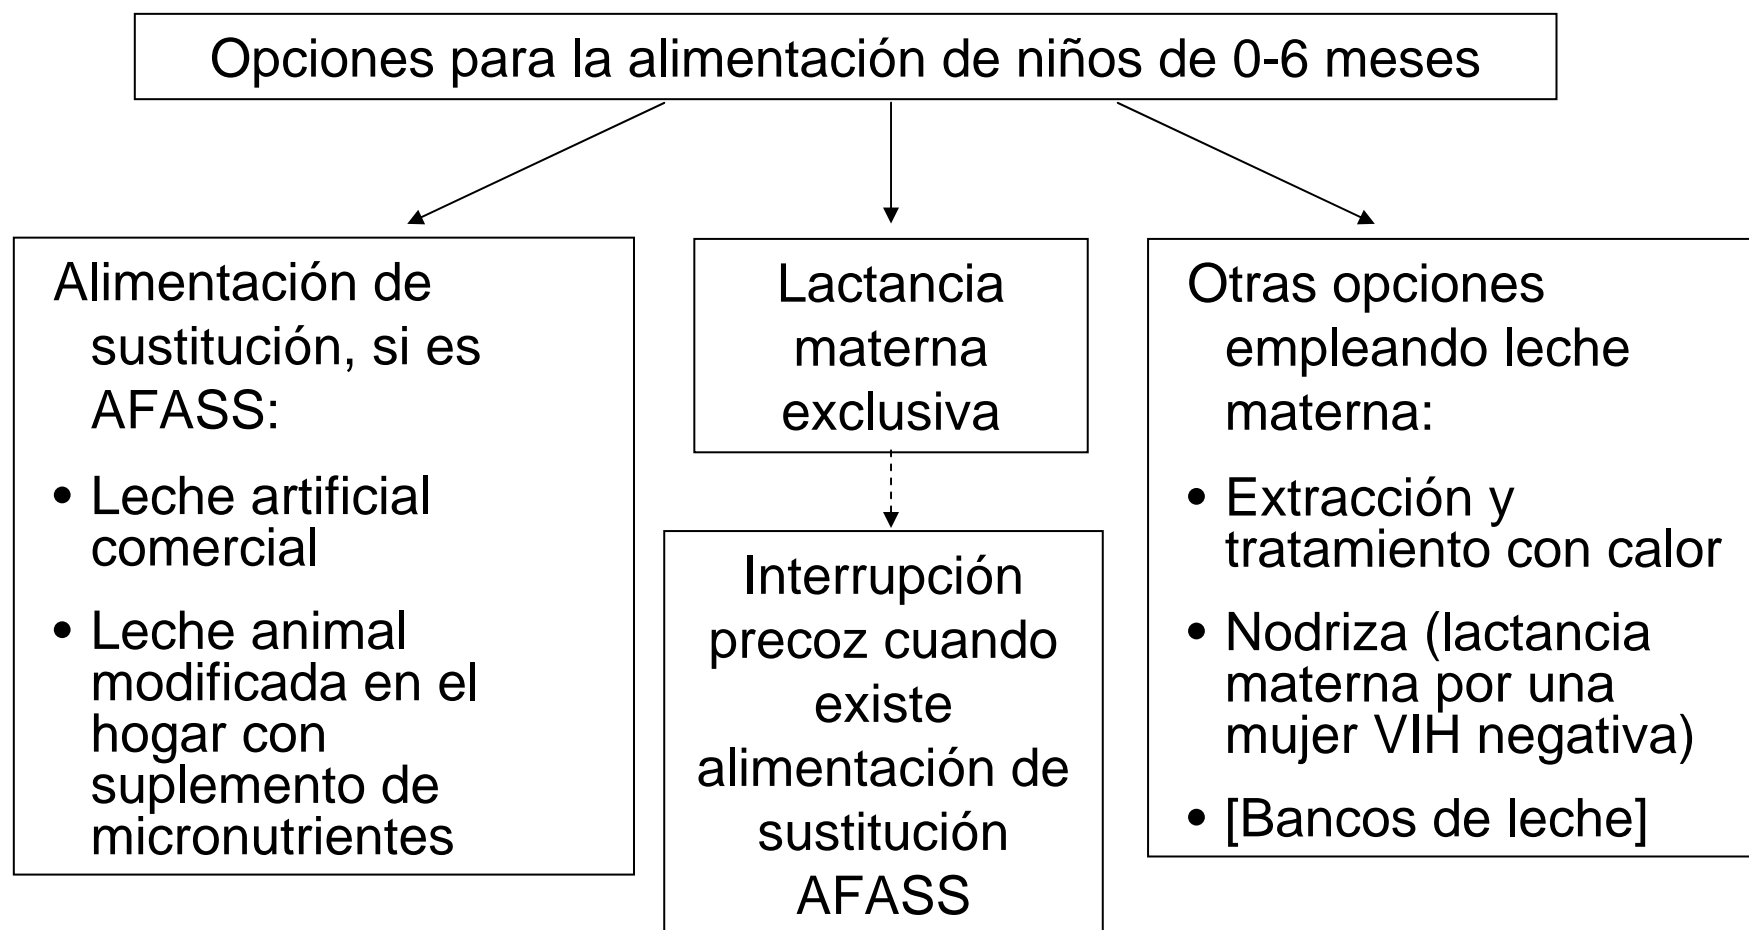 Opciones para la alimentación de niños de 0-6 meses
Alimentación de
sustitución, si es
AFASS:
• Leche artificial
comercial
• Leche animal
modificada en el
hogar con
suplemento de
micronutrientes
Lactancia
materna
exclusiva
Interrupción
precoz cuando
existe
alimentación de
sustitución
AFASS
Otras opciones
empleando leche
materna:
• Extracción y
tratamiento con calor
• Nodriza (lactancia
materna por una
mujer VIH negativa)
• [Bancos de leche]